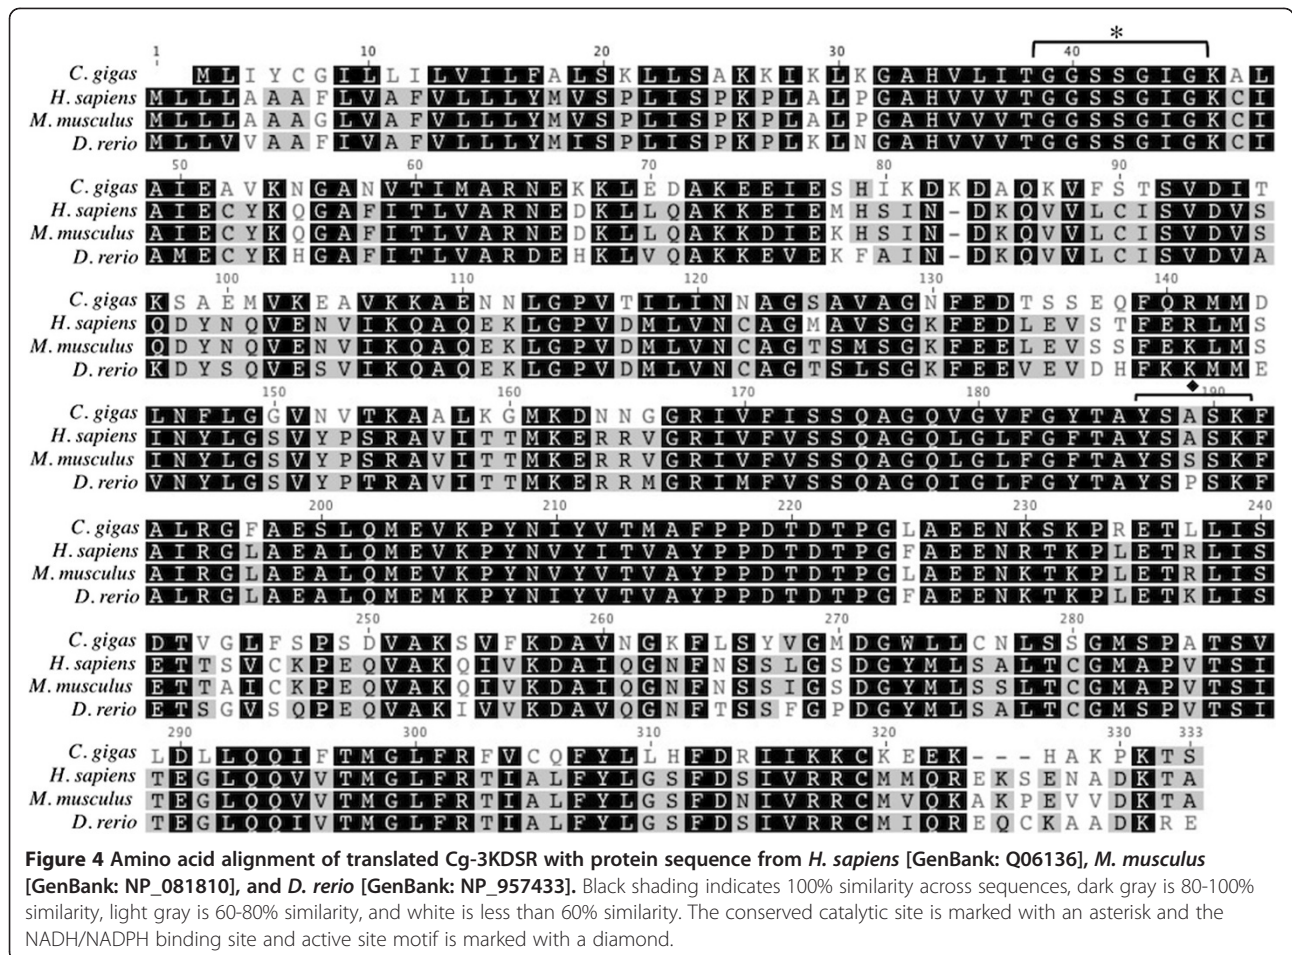 *
1 10 20 30 40
C. gigas MLIYCGILLILVILFALSKLLSAKKIKLKGAHVLITGGSSGIGKAL
H. sapiens MLLLAAAFLVAFVLLLYMVSPLISPKPLALPGAHVVVTGGSSGIGKCI
M. musculus MLLLAAAGLVAFVLLLYMVSPLISPKPLALPGAHVVVTGGSSGIGKCI
D. rerio MLLVVAAFIVAFVLLLYMISPLISPKPLKLNGAHVVVTGGSSGIGKCI
50 60 70 80 90
C. gigas AIEAVKNGANVTIMARNEKKLEDAKEEIESHIKDKDAQKVFSTSVDIT
H. sapiens AIECYKQGAFITLVARNEDKLLQAKKEIEMHSIN-DKQVVLCISVDVS
M. musculus AIECYKQGAFITLVARNEDKLLQAKKDIEKHSIN-DKQVVLCISVDVS
D. rerio AMECYKHGAFITLVARDEHKLVQAKKEVEKFAIN-DKQVVLCISVDVA
100 110 120 130 140
C. gigas KSAEMVKEAVKKAENNLGPVTILINNAGSAVAGNFEDTSSEQFQRMMD
H. sapiens QDYNQVENVIKQAQEKLGPVDMLVNCAGMAVSGKFEDLEVSTFERLMS
M. musculus QDYNQVENVIKQAQEKLGPVDMLVNCAGTSMSGKFEELEVSSFEKLMS
D. rerio KDYSQVESVIKQAQEKLGPVDMLVNCAGTSLSGKFEEVEVDHFKKMME
150 160 170 180 190
C. gigas LNFLGGVNVTKAALKGMKDNNGGRIVFISSQAGQVGVFGYTAYSASKF
H. sapiens INYLGSVYPSRAVITTMKERRVGRIVFVSSQAGQLGLFGFTAYSASKF
M. musculus INYLGSVYPSRAVITTMKERRVGRIVFVSSQAGQLGLFGFTAYSSSKF
D. rerio VNYLGSVYPTRAVITTMKERRMGRIMFVSSQAGQIGLFGYTAYSPSKF
200 210 220 230 240
C. gigas ALRGFAESLQMEVKPYNIYVTMAFPPDTDTPGLAEENKSKPRETLLIS
H. sapiens AIRGLAEALQMEVKPYNVYITVAYPPDTDTPGFAEENRTKPLETRLIS
M. musculus AIRGLAEALQMEVKPYNVYVTVAYPPDTDTPGLAEENKTKPLETRLIS
D. rerio ALRGLAEALQMEMKPYNIYVTVAYPPDTDTPGFAEENKTKPLETKLIS
250 260 270 280
C. gigas DTVGLFSPSDVAKSVFKDAVNGKFLSYVGMDGWLLCNLSSGMSPATSV
H. sapiens ETTSVCKPEQVAKQIVKDAIQGNFNSSLGSDGYMLSALTCGMAPVTSI
M. musculus ETTAICKPEQVAKQIVKDAIQGNFNSSIGSDGYMLSSLTCGMAPVTSI
D. rerio ETSGVSQPEQVAKIVVKDAVQGNFTSSFGPDGYMLSALTCGMSPVTSI
290 300 310 320 330 333
C. gigas LDLLQQIFTMGLFRFVCQFYLLHFDRIIKKCKEEK---HAKPKTS
H. sapiens TEGLQQVVTMGLFRTIALFYLGSFDSIVRRCMMQREKSENADKTA
M. musculus TEGLQQVVTMGLFRTIALFYLGSFDNIVRRCMVQKAKPEVVDKTA
D. rerio TEGLQQIVTMGLFRTIALFYLGSFDSIVRRCMIQREQCKAADKRE
Figure 4 Amino acid alignment of translated Cg-3KDSR with protein sequence from H. sapiens [GenBank: Q06136], M. musculus
[GenBank: NP_081810], and D. rerio [GenBank: NP_957433]. Black shading indicates 100% similarity across sequences, dark gray is 80-100%
similarity, light gray is 60-80% similarity, and white is less than 60% similarity. The conserved catalytic site is marked with an asterisk and the
NADH/NADPH binding site and active site motif is marked with a diamond.